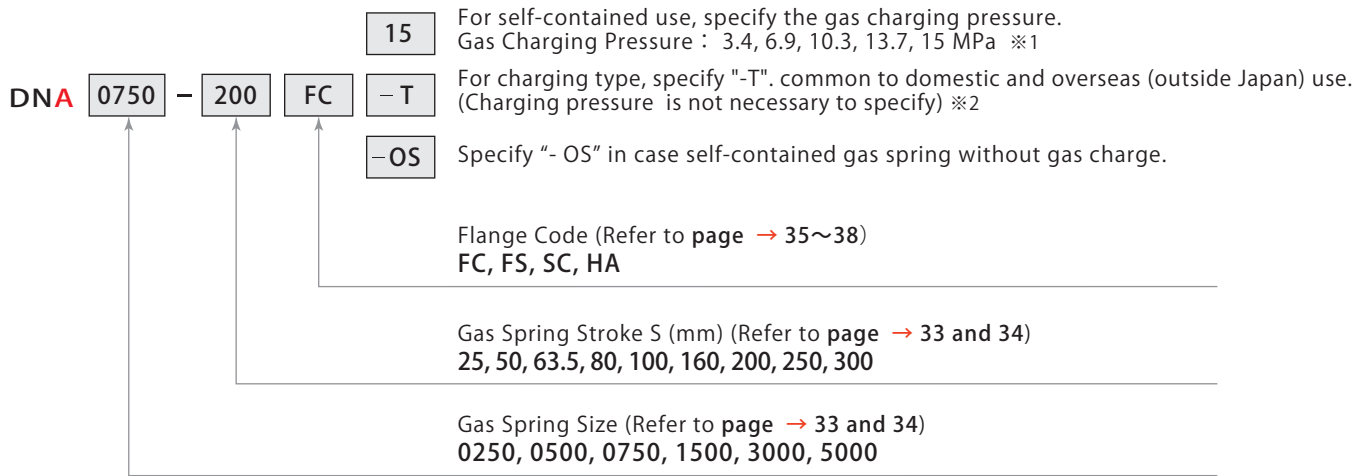 15
For self-contained use, specify the gas charging pressure.
Gas Charging Pressure： 3.4, 6.9, 10.3, 13.7, 15 MPa ※1
DNA 0750 − 200 FC −T
For charging type, specify "-T". common to domestic and overseas (outside Japan) use.
(Charging pressure is not necessary to specify) ※2
−OS
Specify “- OS” in case self-contained gas spring without gas charge.
Flange Code (Refer to page → 35〜38)
FC, FS, SC, HA
Gas Spring Stroke S (mm) (Refer to page → 33 and 34)
25, 50, 63.5, 80, 100, 160, 200, 250, 300
Gas Spring Size (Refer to page → 33 and 34)
0250, 0500, 0750, 1500, 3000, 5000